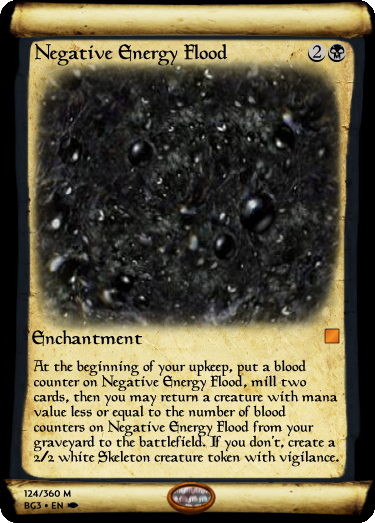 Negative Energy Flood 2
Enchantment
At the beginning of your upkeep, put a blood
counter on Negative Energy Flood, mill two
cards, then you may return a creature with mana
value less or equal to the number of blood
counters on Negative Energy Flood from your
graveyard to the battlefield. If you don't, create a
2/2 white Skeleton creature token with vigilance.
124/360 M
BG3 • EN